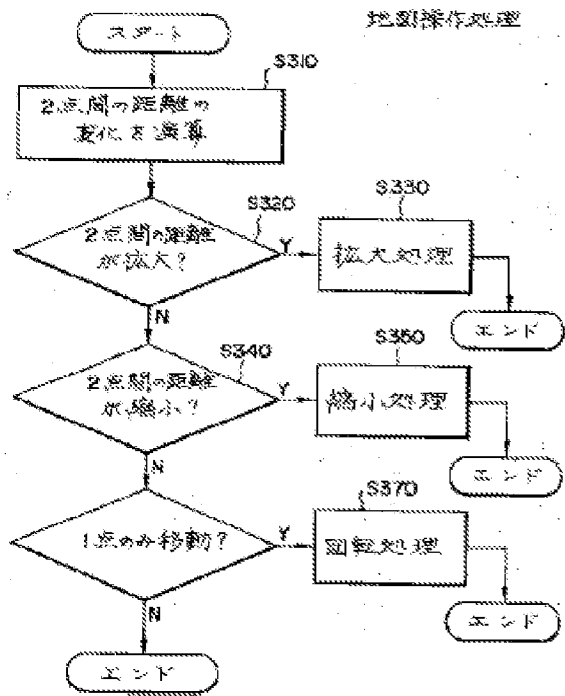 地図操作処理
スタート
S310
2点間の距離の
変化を演算
S320
2点間の距離
が拡大?
Y
N
S330
拡大処理
エンド
S340
2点間の距離
が縮小?
Y
N
S350
縮小処理
エンド
1点のみ移動?
Y
N
S370
回転処理
エンド
エンド